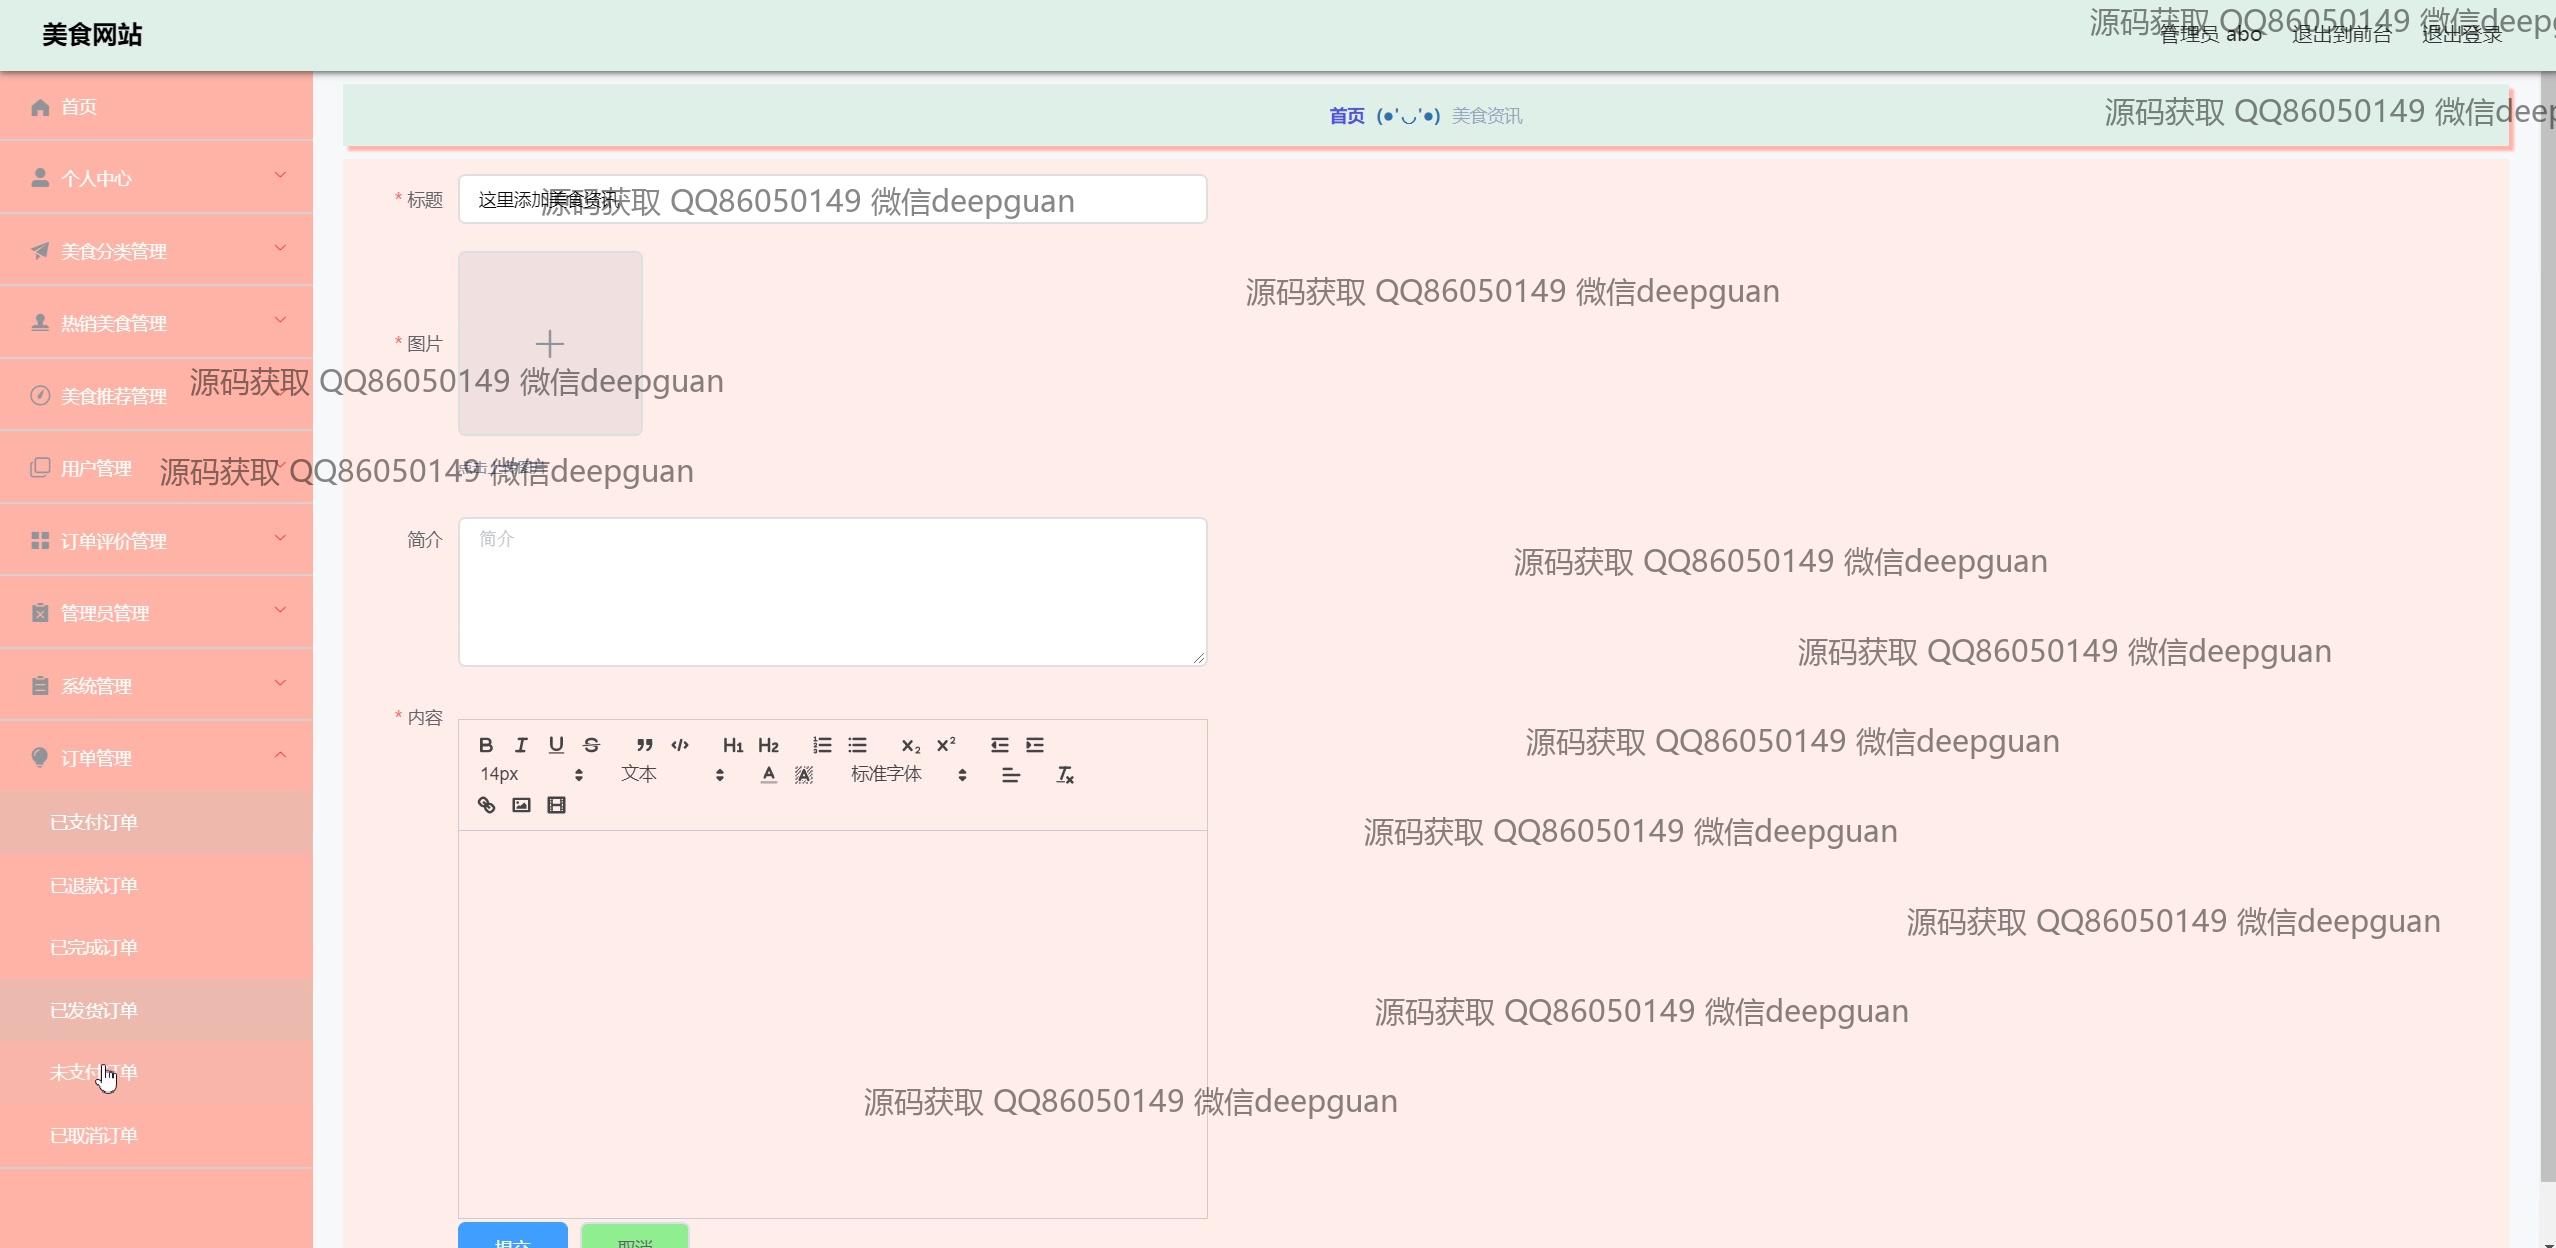 美食网站
源码获取 QQ86050149 微信deep
管理员 abo 退出到前台 退出登录
首页
首页 (●'◡'●) 美食资讯
源码获取 QQ86050149 微信deep
个人中心
* 标题 这里添加美食资讯
源码获取 QQ86050149 微信deepguan
美食分类管理
源码获取 QQ86050149 微信deepguan
热销美食管理
* 图片
美食推荐管理
源码获取 QQ86050149 微信deepguan
用户管理
源码获取 QQ86050149 微信deepguan
点击上传图片
订单评价管理
简介 简介
源码获取 QQ86050149 微信deepguan
管理员管理
源码获取 QQ86050149 微信deepguan
系统管理
* 内容
源码获取 QQ86050149 微信deepguan
B I U S H1 H2 X2 X2
订单管理
14px 文本 A A 标准字体 Tx
已支付订单
源码获取 QQ86050149 微信deepguan
已退款订单
源码获取 QQ86050149 微信deepguan
已完成订单
已发货订单
源码获取 QQ86050149 微信deepguan
未支付订单
源码获取 QQ86050149 微信deepguan
已取消订单
提交 取消